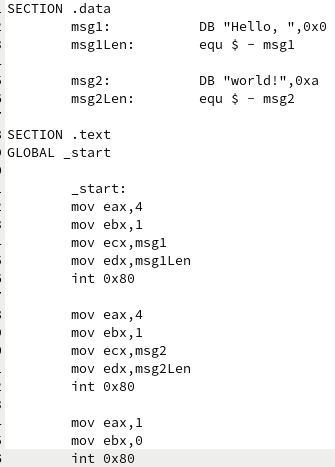 SECTION .data
msg1: DB "Hello, ",0x0
msg1Len: equ $ - msg1
msg2: DB "world!",0xa
msg2Len: equ $ - msg2
SECTION .text
GLOBAL _start
_start:
mov eax,4
mov ebx,1
mov ecx,msg1
mov edx,msg1Len
int 0x80
mov eax,4
mov ebx,1
mov ecx,msg2
mov edx,msg2Len
int 0x80
mov eax,1
mov ebx,0
int 0x80